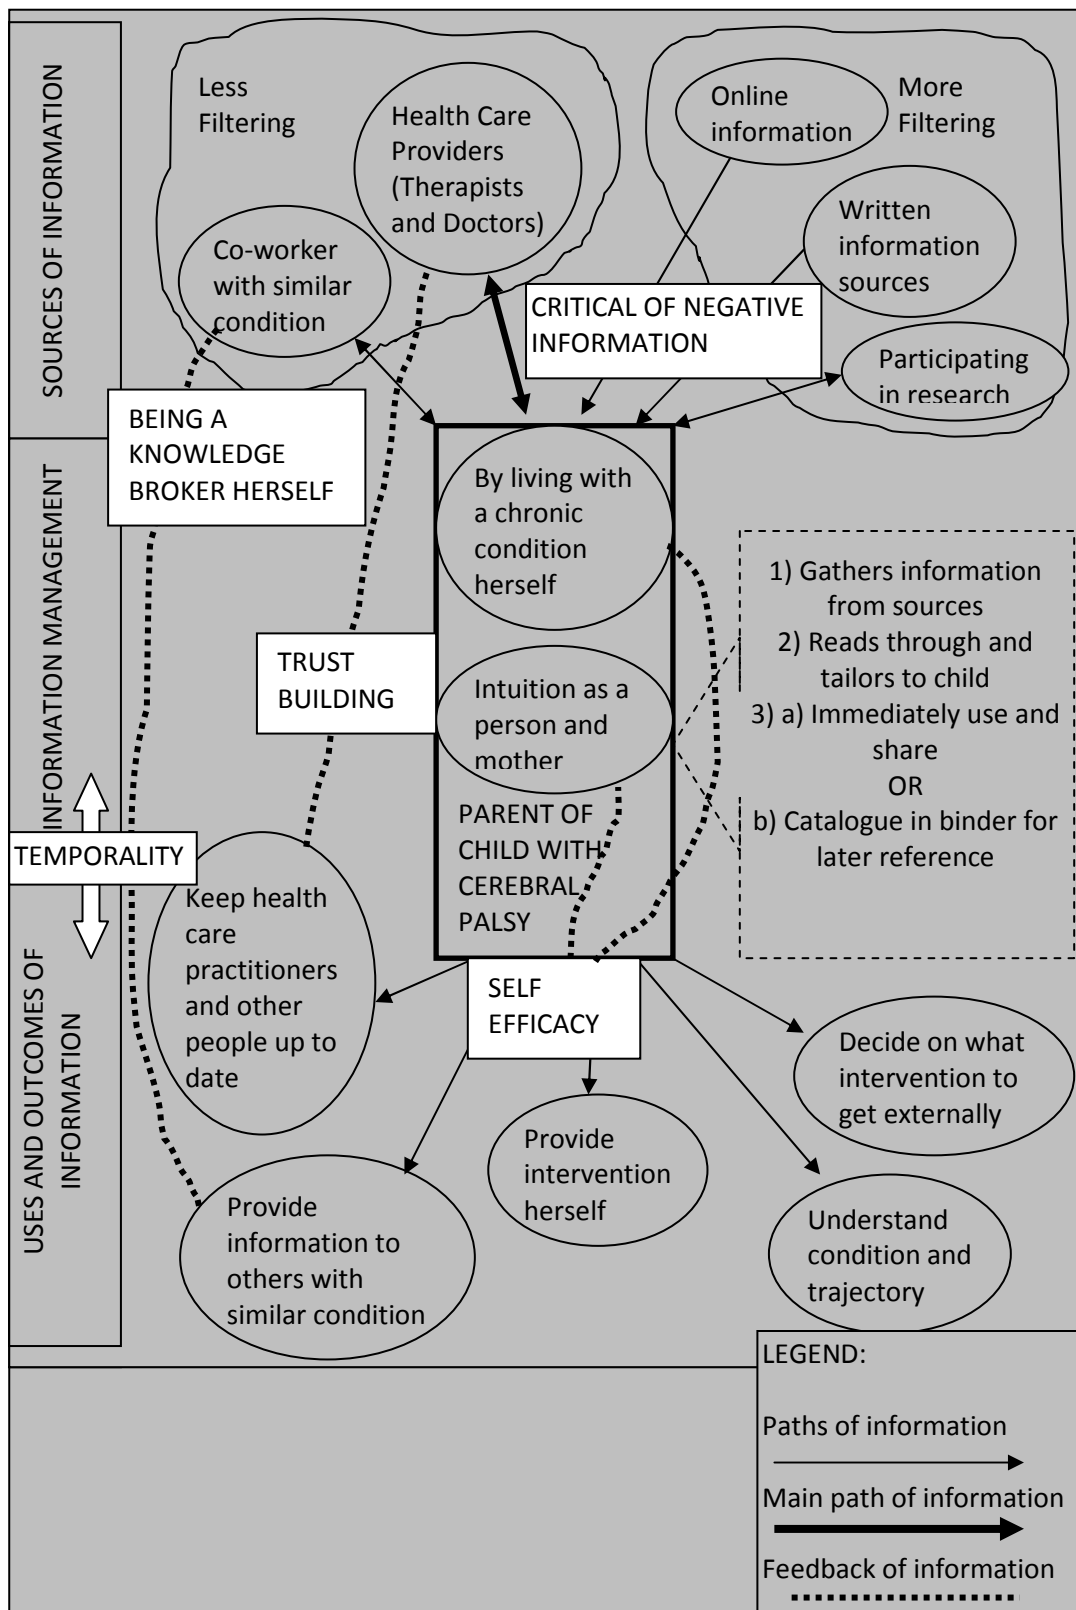 SOURCES OF INFORMATION
Less
Filtering
Health Care
Providers
(Therapists
and Doctors)
Co-worker
with similar
condition
Online
information
More
Filtering
Written
information
sources
Participating
in research
CRITICAL OF NEGATIVE
INFORMATION
BEING A
KNOWLEDGE
BROKER HERSELF
INFORMATION MANAGEMENT
By living with
a chronic
condition
herself
TRUST
BUILDING
Intuition as a
person and
mother
PARENT OF
CHILD WITH
CEREBRAL
PALSY
1) Gathers information
from sources
2) Reads through and
tailors to child
3) a) Immediately use and
share
OR
b) Catalogue in binder for
later reference
TEMPORALITY
USES AND OUTCOMES OF
INFORMATION
Keep health
care
practitioners
and other
people up to
date
SELF
EFFICACY
Decide on what
intervention to
get externally
Provide
intervention
herself
Provide
information to
others with
similar condition
Understand
condition and
trajectory
LEGEND:
Paths of information
Main path of information
Feedback of information